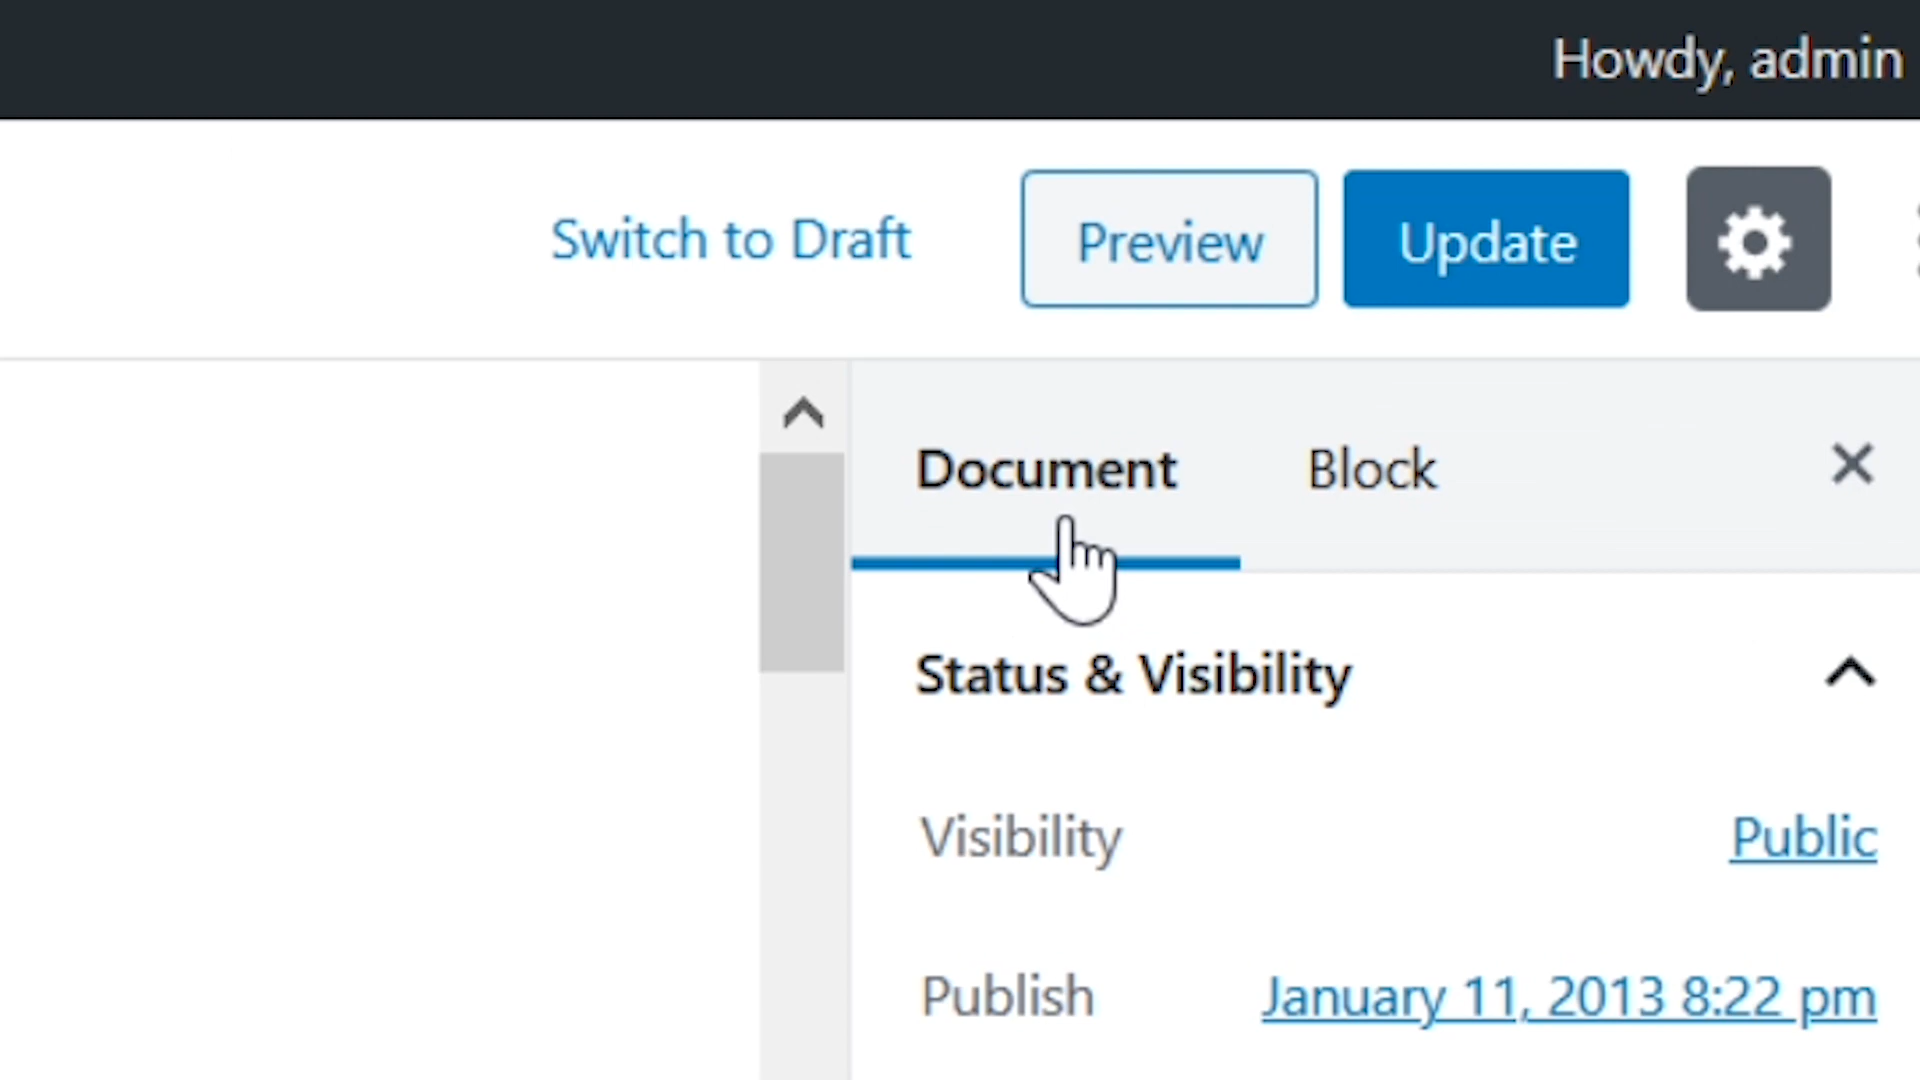 Howdy, admin
Switch to Draft
Preview
Update
Document
Block
Status & Visibility
Visibility
Public
Publish
January 11, 2013 8:22 pm